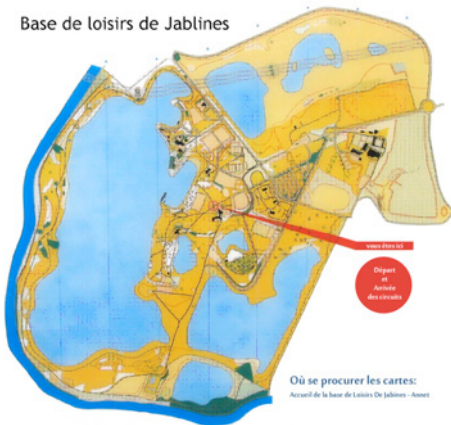 Base de loisirs de Jablines
vous êtes ici
Départ
et
Arrivée
des circuits
Où se procurer les cartes:
Accueil de la base de Loisirs De Jabines - Annet